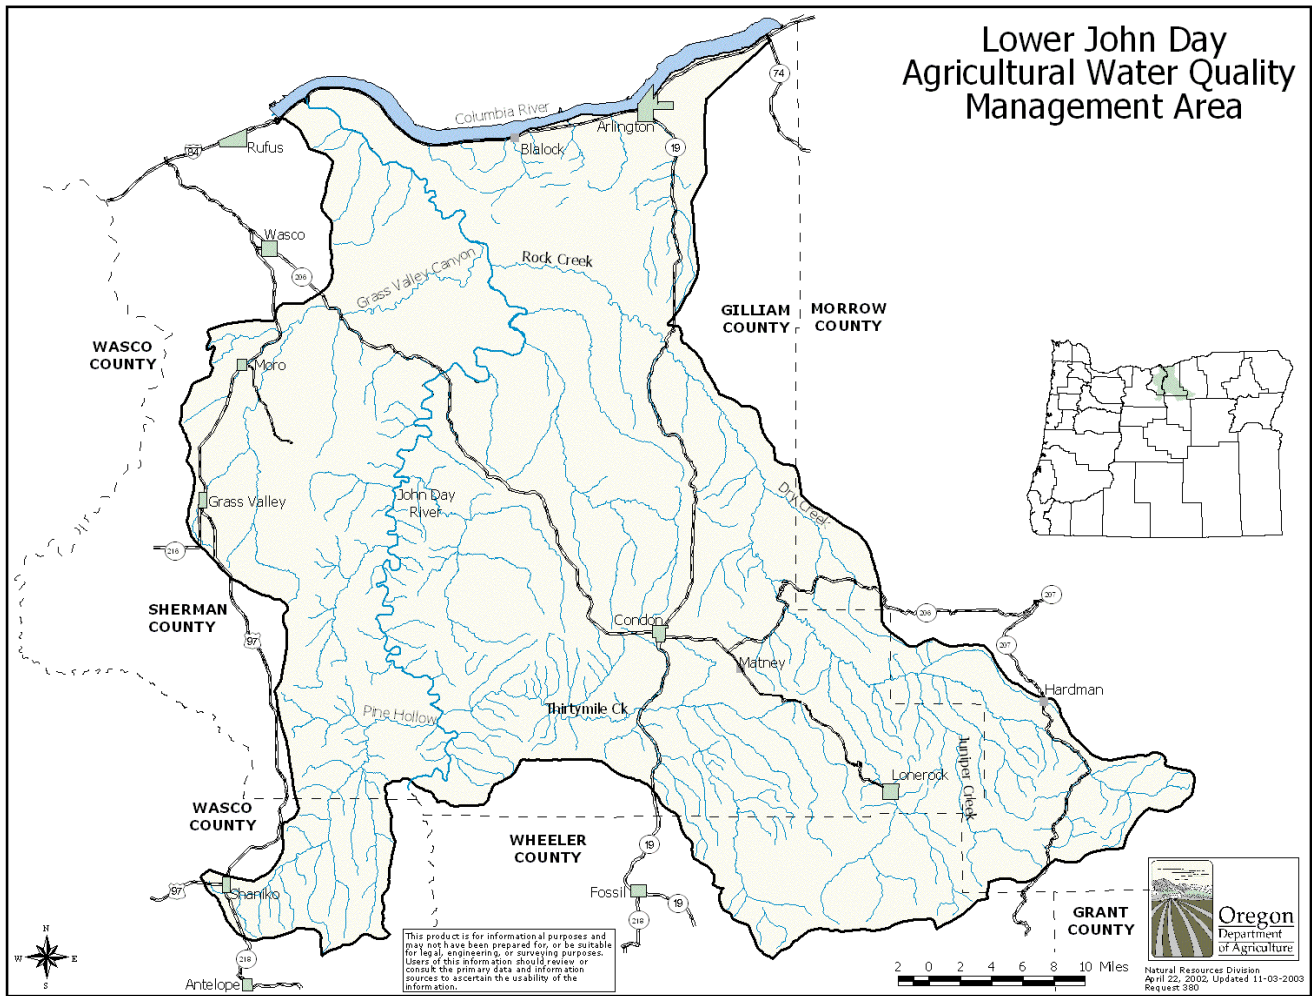 Lower John Day
Agricultural Water Quality
Management Area
74
Columbia River
Arlington
84
Rufus
Blalock
19
Wasco
206
Rock Creek
Grass Valley Canyon
GILLIAM
COUNTY
MORROW
COUNTY
WASCO
COUNTY
Moro
Grass Valley
John Day
River
Dry Creek
216
SHERMAN
COUNTY
97
Condon
206
207
207
Matney
Hardman
Pine Hollow
Thirtymile Ck
Juniper Creek
Lonerock
WASCO
COUNTY
WHEELER
COUNTY
19
97
Shaniko
Fossil
19
218
GRANT
COUNTY
218
Antelope
N
W
E
S
This product is for informational purposes and
may not have been prepared for, or be suitable
for legal, engineering, or surveying purposes.
Users of this information should review or
consult the primary data and information
sources to ascertain the usability of the
information.
2 0 2 4 6 8 10 Miles
Oregon
Department
of Agriculture
Natural Resources Division
April 22, 2002, Updated 11-03-2003
Request 380